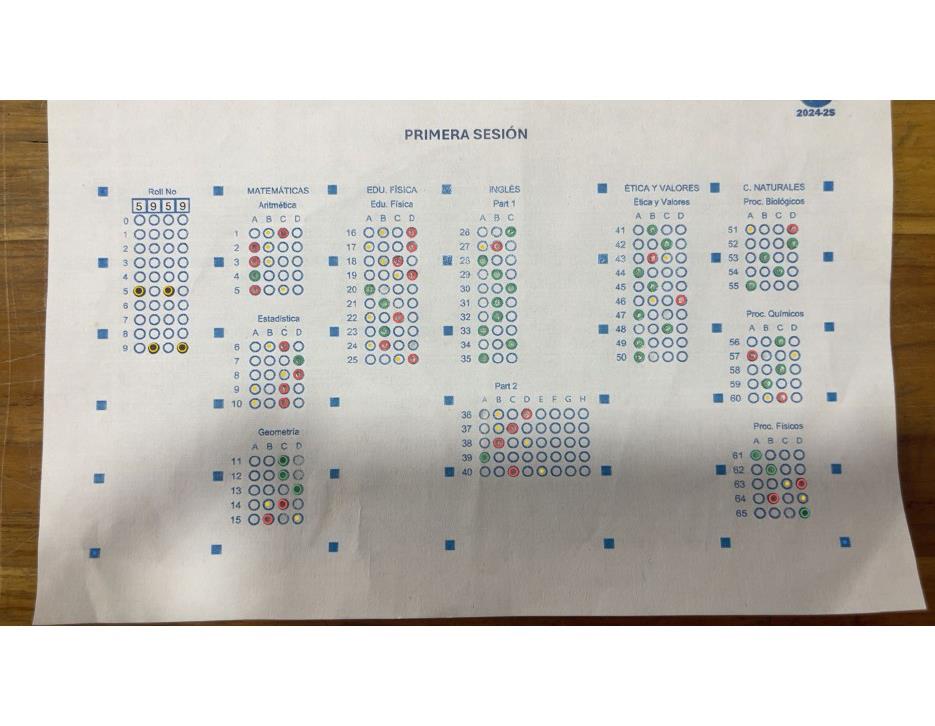 2024-2S
PRIMERA SESIÓN
Roll No
5 9 5 9
0
1
2
3
4
5
6
7
8
9
MATEMÁTICAS
Aritmética
A B C D
1
2
3
4
5
Estadística
A B C D
6
7
8
9
10
Geometría
A B C D
11
12
13
14
15
EDU. FÍSICA
Edu. Física
A B C D
16
17
18
19
20
21
22
23
24
25
INGLÉS
Part 1
A B C
26
27
28
29
30
31
32
33
34
35
Part 2
A B C D E F G H
36
37
38
39
40
ÉTICA Y VALORES
Ética y Valores
A B C D
41
42
43
44
45
46
47
48
49
50
C. NATURALES
Proc. Biológicos
A B C D
51
52
53
54
55
Proc. Químicos
A B C D
56
57
58
59
60
Proc. Físicos
A B C D
61
62
63
64
65